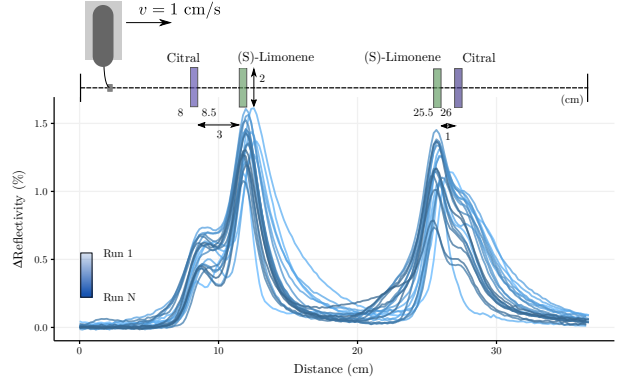 v = 1 cm/s
Citral
(S)-Limonene
(S)-Limonene
Citral
2
(cm)
8
8.5
25.5
26
3
1
1.5
1.0
0.5
0.0
ΔReflectivity (%)
Run 1
Run N
0
10
20
30
Distance (cm)